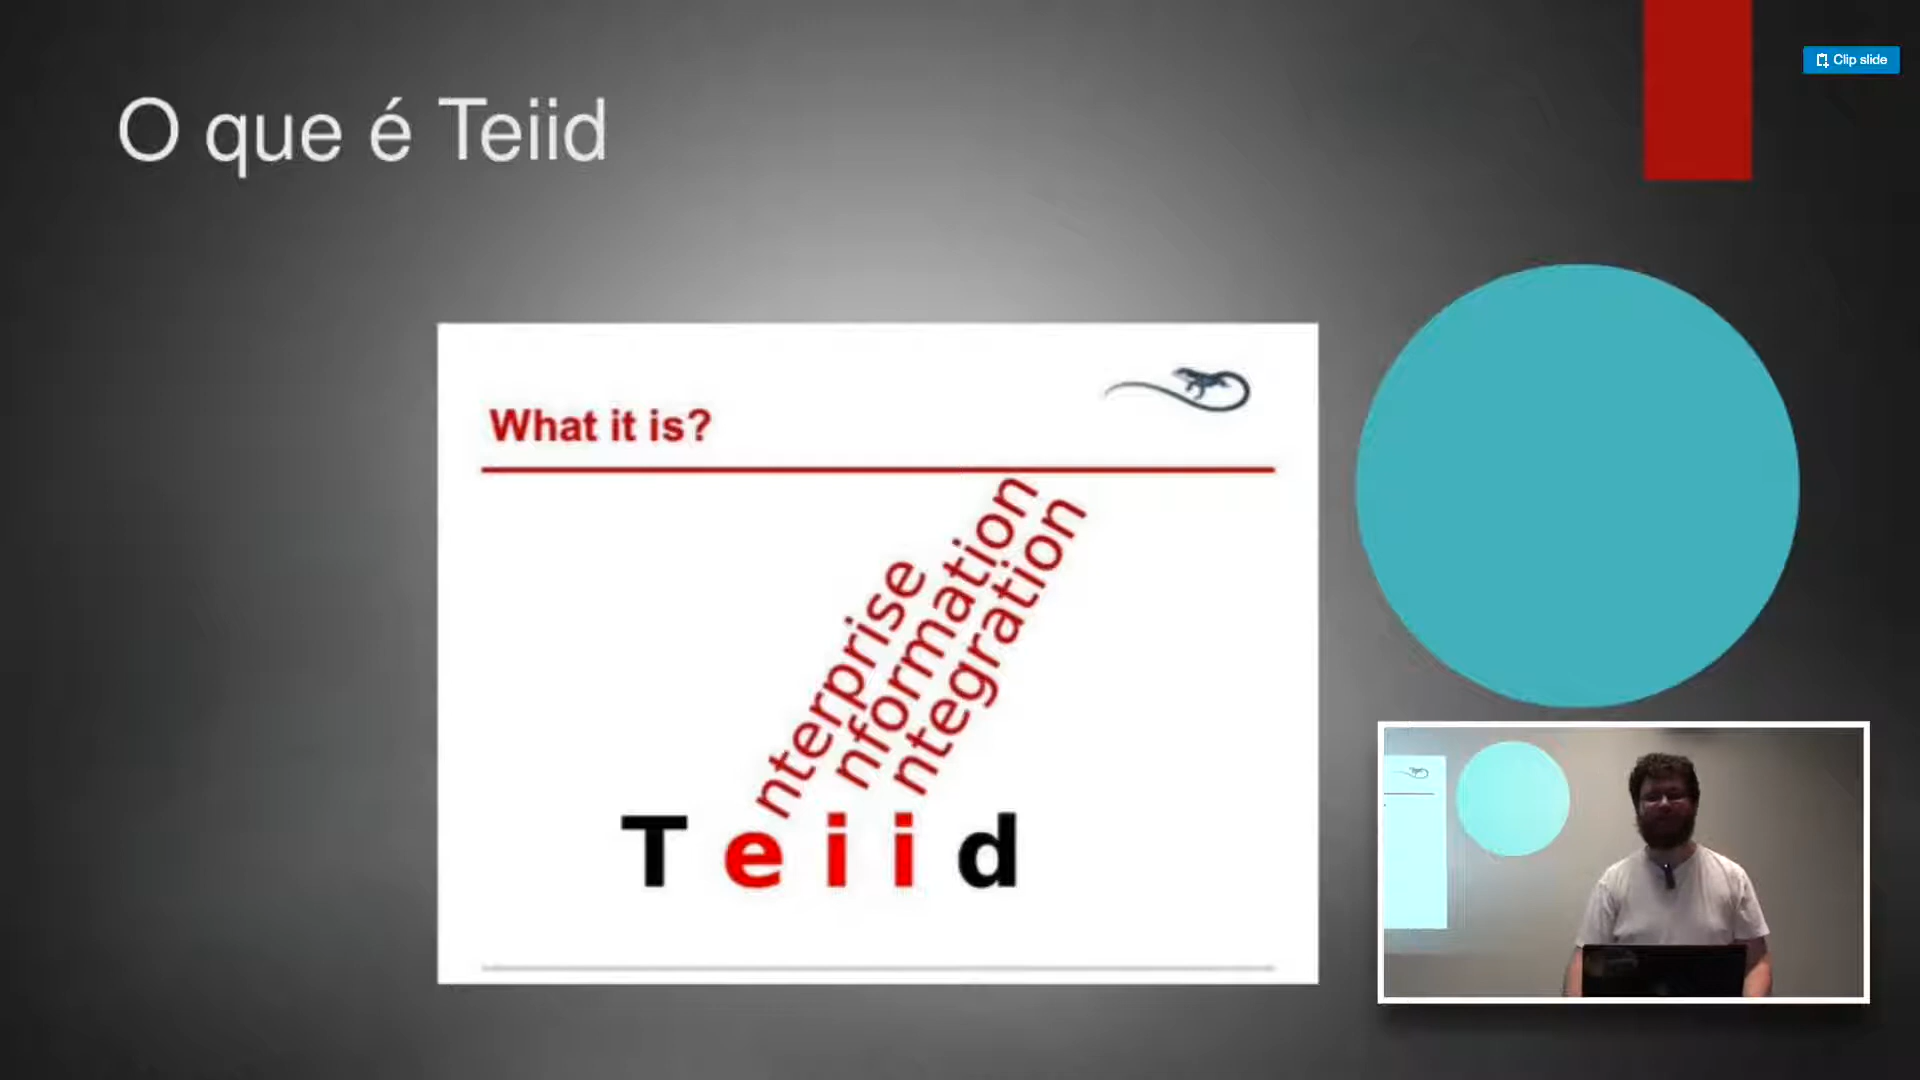 Clip slide
O que é Teiid
What it is?
nterprise
nformation
ntegration
T e i i d